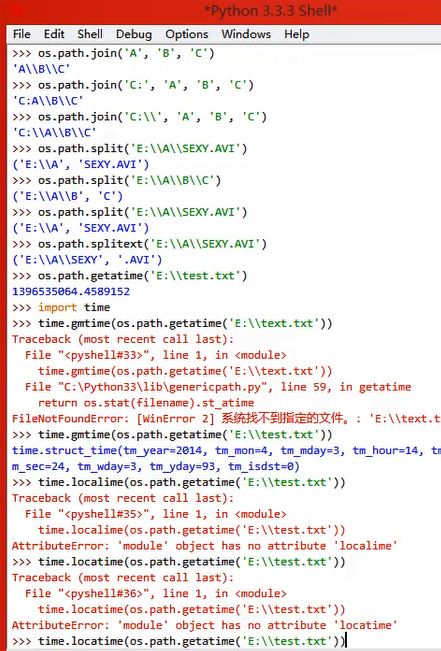 *Python 3.3.3 Shell*
File Edit Shell Debug Options Windows Help
>>> os.path.join('A', 'B', 'C')
'A\\B\\C'
>>> os.path.join('C:', 'A', 'B', 'C')
'C:A\\B\\C'
>>> os.path.join('C:\\', 'A', 'B', 'C')
'C:\\A\\B\\C'
>>> os.path.split('E:\\A\\SEXY.AVI')
('E:\\A', 'SEXY.AVI')
>>> os.path.split('E:\\A\\B\\C')
('E:\\A\\B', 'C')
>>> os.path.split('E:\\A\\SEXY.AVI')
('E:\\A', 'SEXY.AVI')
>>> os.path.splitext('E:\\A\\SEXY.AVI')
('E:\\A\\SEXY', '.AVI')
>>> os.path.getatime('E:\\test.txt')
1396535064.4589152
>>> import time
>>> time.gmtime(os.path.getatime('E:\\text.txt'))
Traceback (most recent call last):
  File "<pyshell#33>", line 1, in <module>
    time.gmtime(os.path.getatime('E:\\text.txt'))
  File "C:\Python33\lib\genericpath.py", line 59, in getatime
    return os.stat(filename).st_atime
FileNotFoundError: [WinError 2] 系统找不到指定的文件。: 'E:\\text.t
>>> time.gmtime(os.path.getatime('E:\\test.txt'))
time.struct_time(tm_year=2014, tm_mon=4, tm_mday=3, tm_hour=14, tm
m_sec=24, tm_wday=3, tm_yday=93, tm_isdst=0)
>>> time.localime(os.path.getatime('E:\\test.txt'))
Traceback (most recent call last):
  File "<pyshell#35>", line 1, in <module>
    time.localime(os.path.getatime('E:\\test.txt'))
AttributeError: 'module' object has no attribute 'localime'
>>> time.locatime(os.path.getatime('E:\\test.txt'))
Traceback (most recent call last):
  File "<pyshell#36>", line 1, in <module>
    time.locatime(os.path.getatime('E:\\test.txt'))
AttributeError: 'module' object has no attribute 'locatime'
>>> time.locatime(os.path.getatime('E:\\test.txt'))